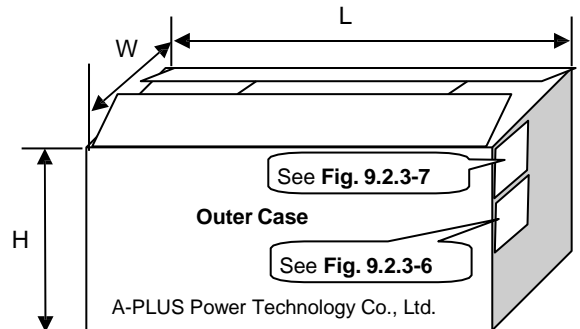 L
W
See Fig. 9.2.3-7
Outer Case
H
See Fig. 9.2.3-6
A-PLUS Power Technology Co., Ltd.